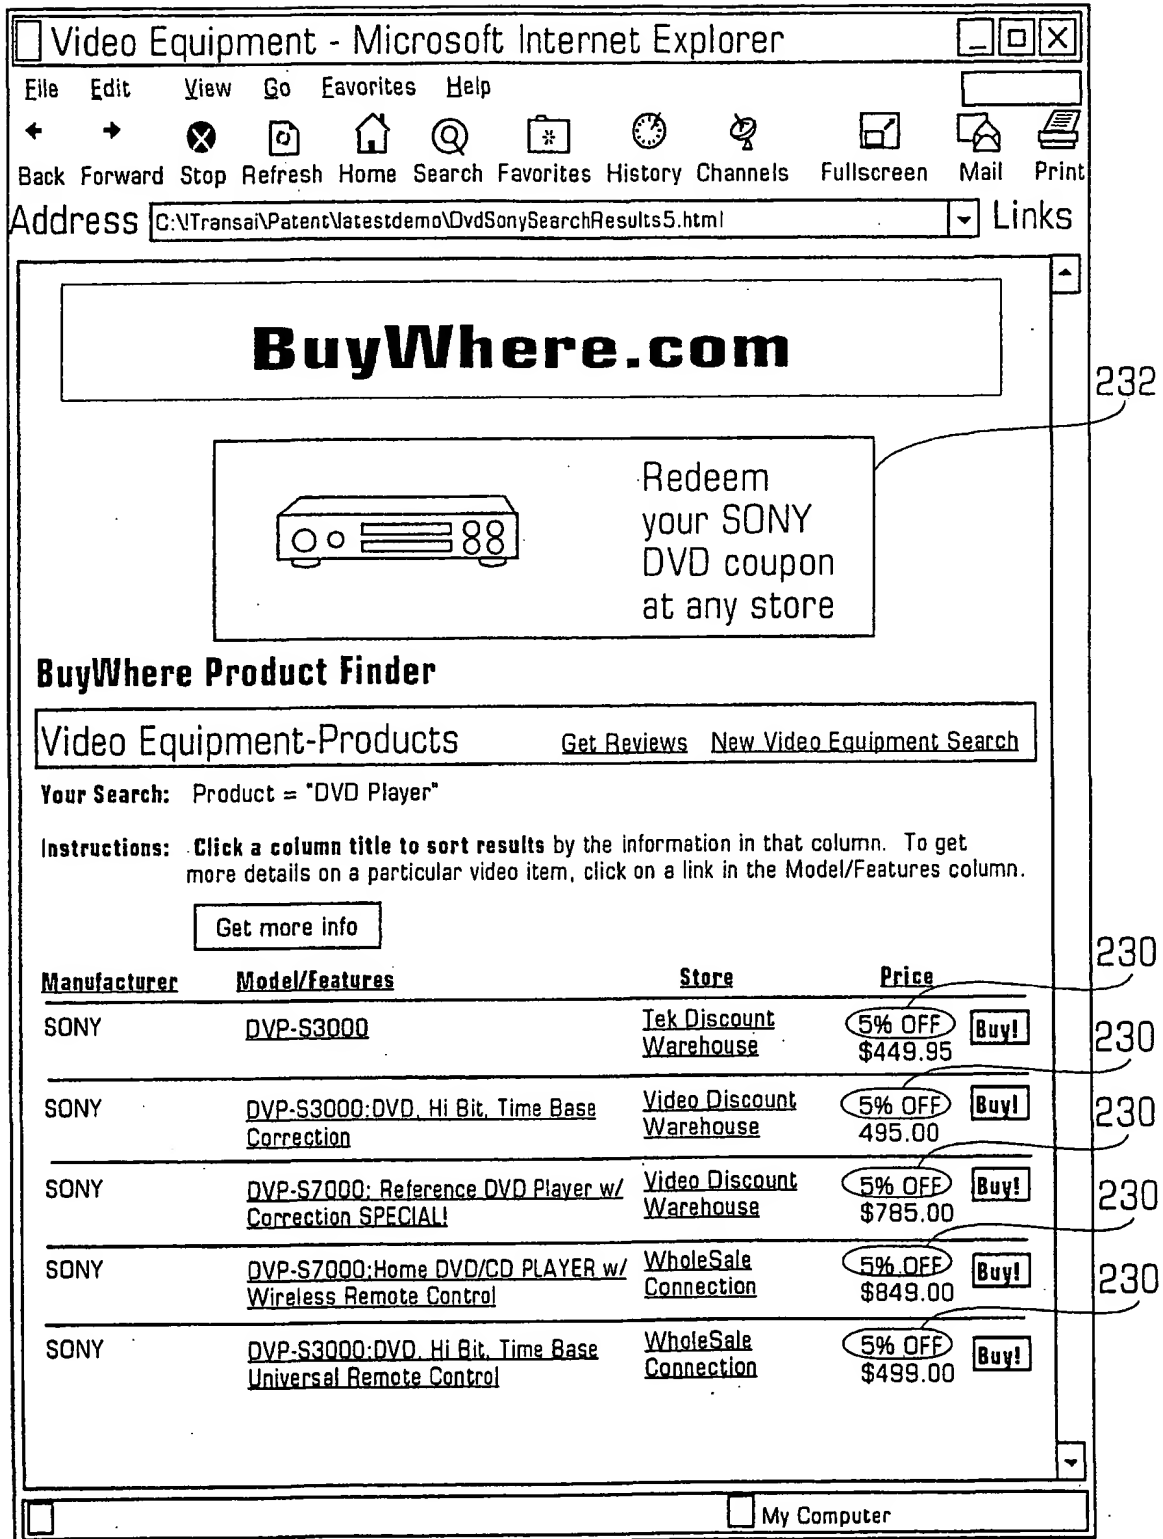 Video Equipment - Microsoft Internet Explorer
File Edit View Go Eavorites Help
Back Forward Stop Refresh Home Search Favorites History Channels Fullscreen Mail Print
Address C:\!Transai\Patent\latestdemo\DvdSonySearchResults5.html Links
BuyWhere.com
232
Redeem
your SONY
DVD coupon
at any store
BuyWhere Product Finder
Video Equipment-Products Get Reviews New Video Equipment Search
Your Search: Product = "DVD Player"
Instructions: Click a column title to sort results by the information in that column. To get
more details on a particular video item, click on a link in the Model/Features column.
Get more info
230
Manufacturer Model/Features Store Price
SONY DVP-S3000 Tek Discount 5% OFF Buy! 230
Warehouse $449.95
SONY DVP-S3000:DVD, Hi Bit, Time Base Video Discount 5% OFF Buy! 230
Correction Warehouse 495.00
SONY DVP-S7000: Reference DVD Player w/ Video Discount 5% OFF Buy! 230
Correction SPECIAL! Warehouse $785.00
SONY DVP-S7000:Home DVD/CD PLAYER w/ WholeSale 5% OFF Buy! 230
Wireless Remote Control Connection $849.00
SONY DVP-S3000:DVD, Hi Bit, Time Base WholeSale 5% OFF Buy!
Universal Remote Control Connection $499.00
My Computer